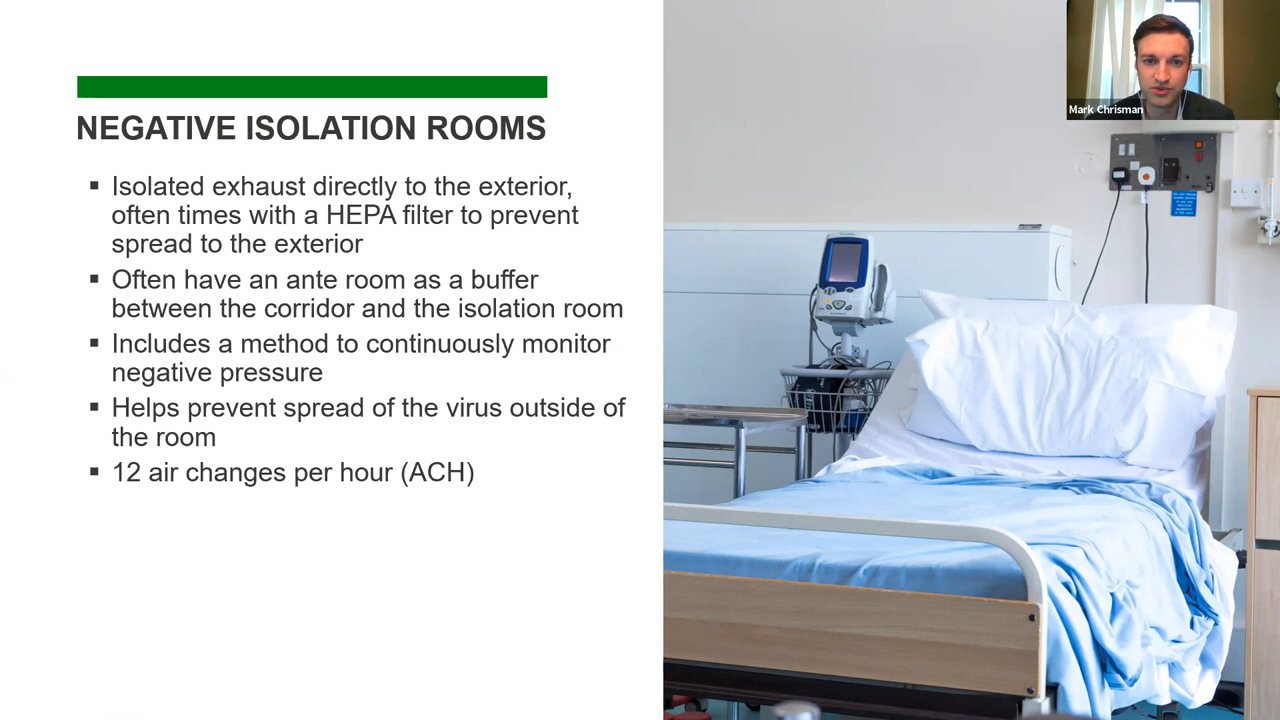 NEGATIVE ISOLATION ROOMS
▪ Isolated exhaust directly to the exterior,
often times with a HEPA filter to prevent
spread to the exterior
▪ Often have an ante room as a buffer
between the corridor and the isolation room
▪ Includes a method to continuously monitor
negative pressure
▪ Helps prevent spread of the virus outside of
the room
▪ 12 air changes per hour (ACH)
Mark Chrisman